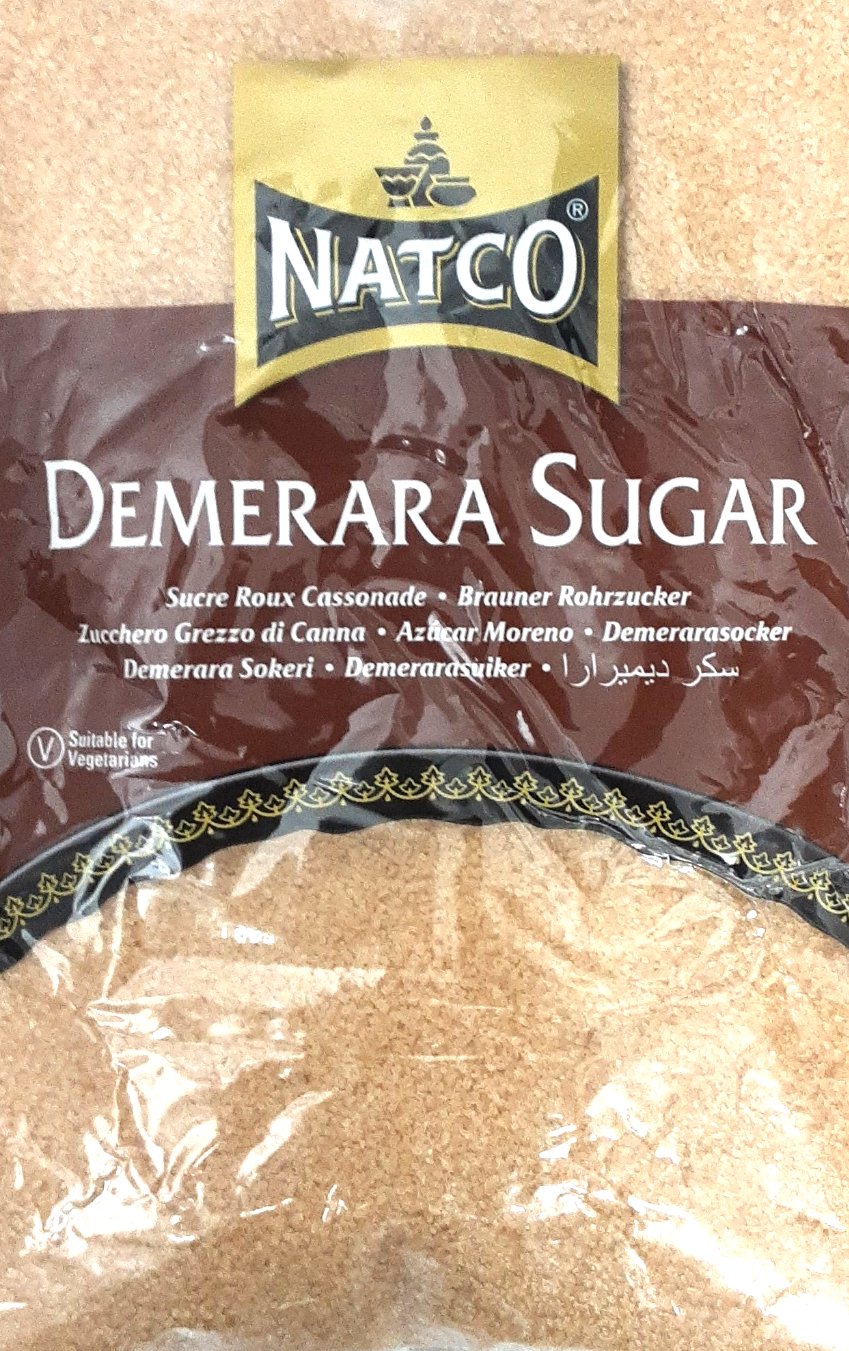 NATCO®
DEMERARA SUGAR
Sucre Roux Cassonade • Brauner Rohrzucker
Zucchero Grezzo di Canna • Azúcar Moreno • Demerarasocker
Demerara Sokeri • Demerarasuiker • سكر ديميرارا
V Suitable for
Vegetarians